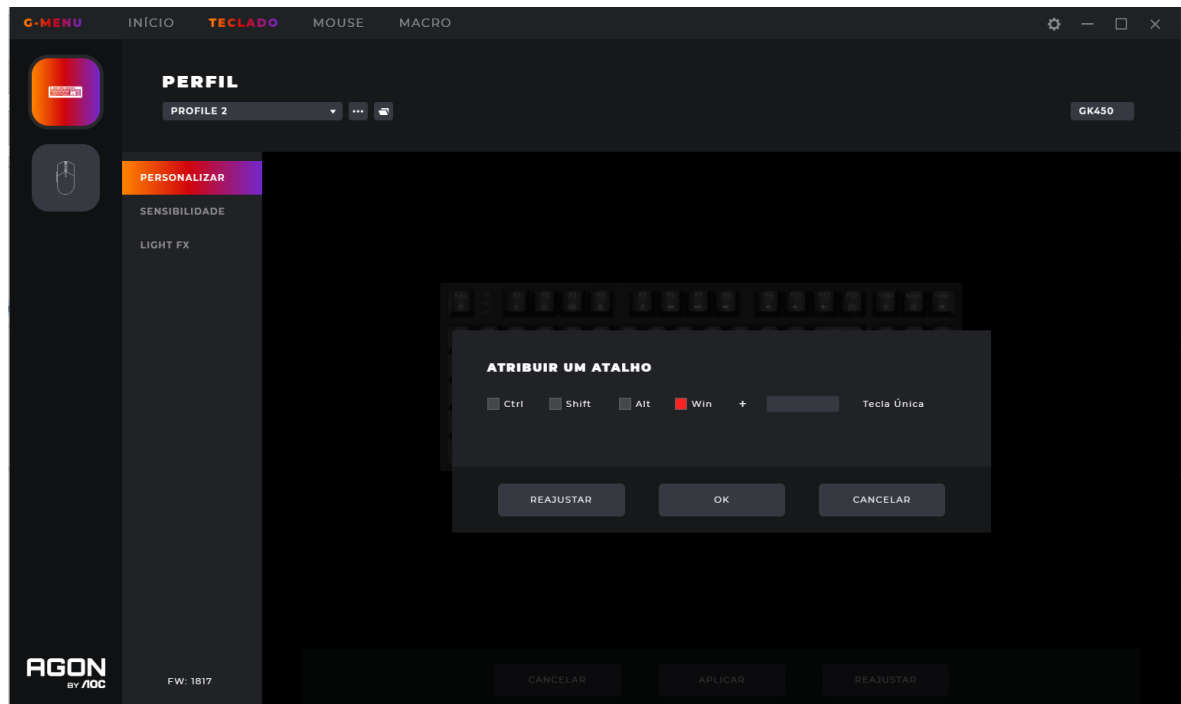 G-MENU INÍCIO TECLADO MOUSE MACRO
PERFIL
PROFILE 2 GK450
PERSONALIZAR
SENSIBILIDADE
LIGHT FX
ATRIBUIR UM ATALHO
Ctrl Shift Alt Win + Tecla Única
REAJUSTAR OK CANCELAR
CANCELAR APLICAR REAJUSTAR
AGON
BY AOC
FW: 1817